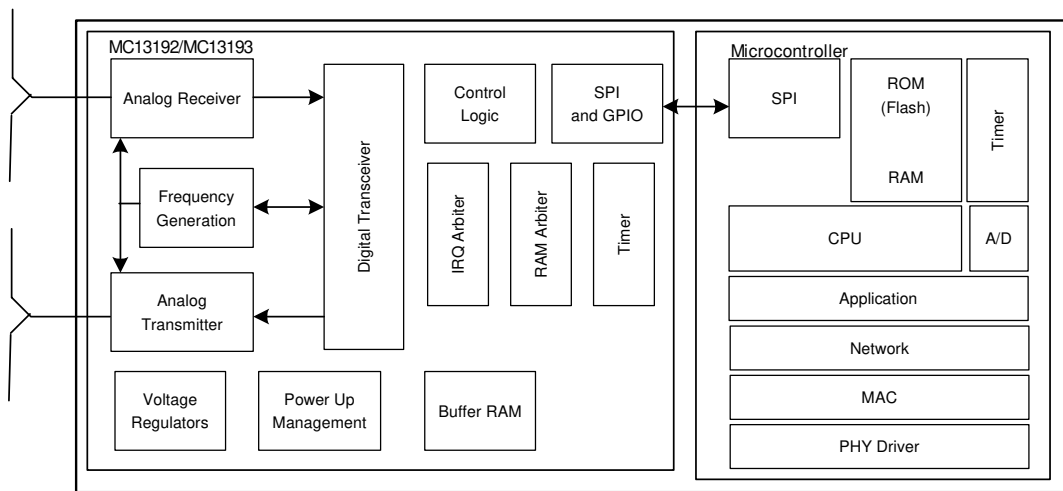 MC13192/MC13193
Analog Receiver
Frequency
Generation
Analog
Transmitter
Voltage
Regulators
Power Up
Management
Digital Transceiver
Control
Logic
SPI
and GPIO
IRQ Arbiter
RAM Arbiter
Timer
Buffer RAM
Microcontroller
SPI
ROM
(Flash)
RAM
Timer
CPU
A/D
Application
Network
MAC
PHY Driver